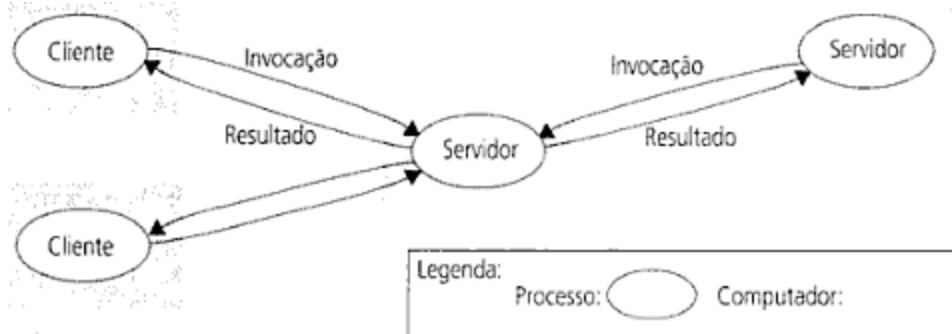 Cliente
Invocação
Resultado
Servidor
Invocação
Resultado
Servidor
Cliente
Legenda:
Processo: Computador: